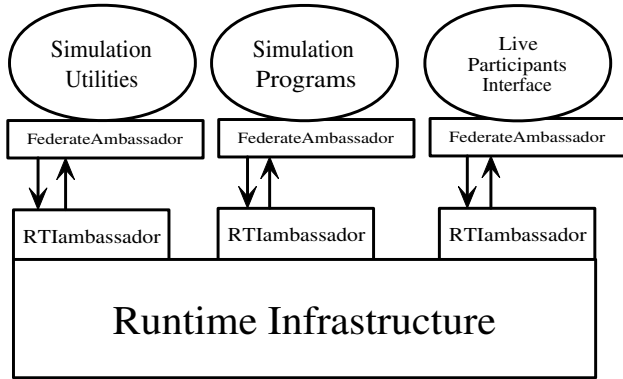 Simulation
Utilities
Simulation
Programs
Live
Participants
Interface
FederateAmbassador
FederateAmbassador
FederateAmbassador
RTIambassador
RTIambassador
RTIambassador
Runtime Infrastructure